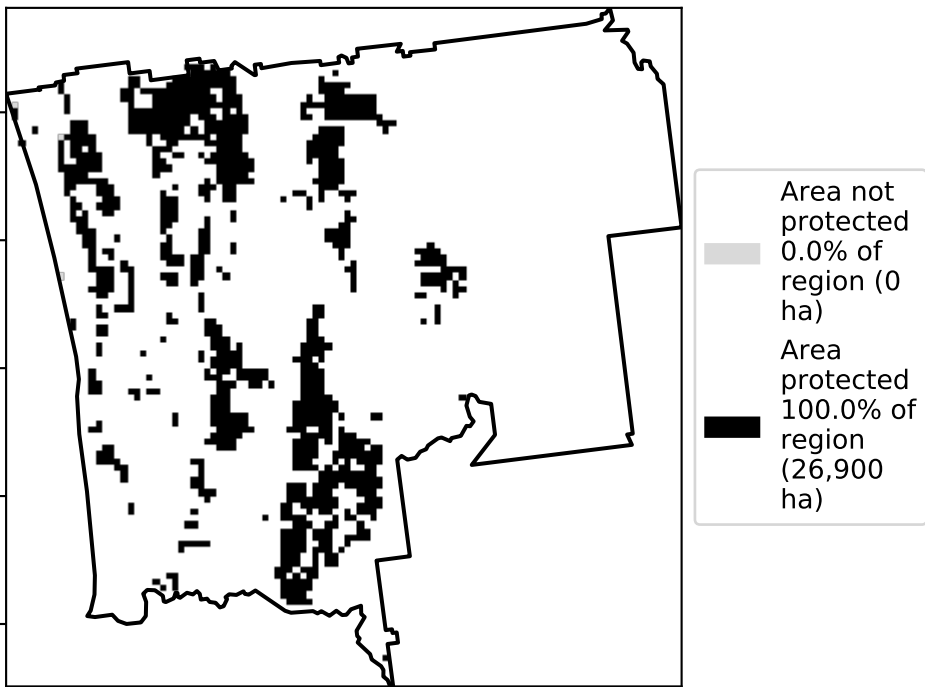 Area not
protected
0.0% of
region (0
ha)
Area
protected
100.0% of
region
(26,900
ha)